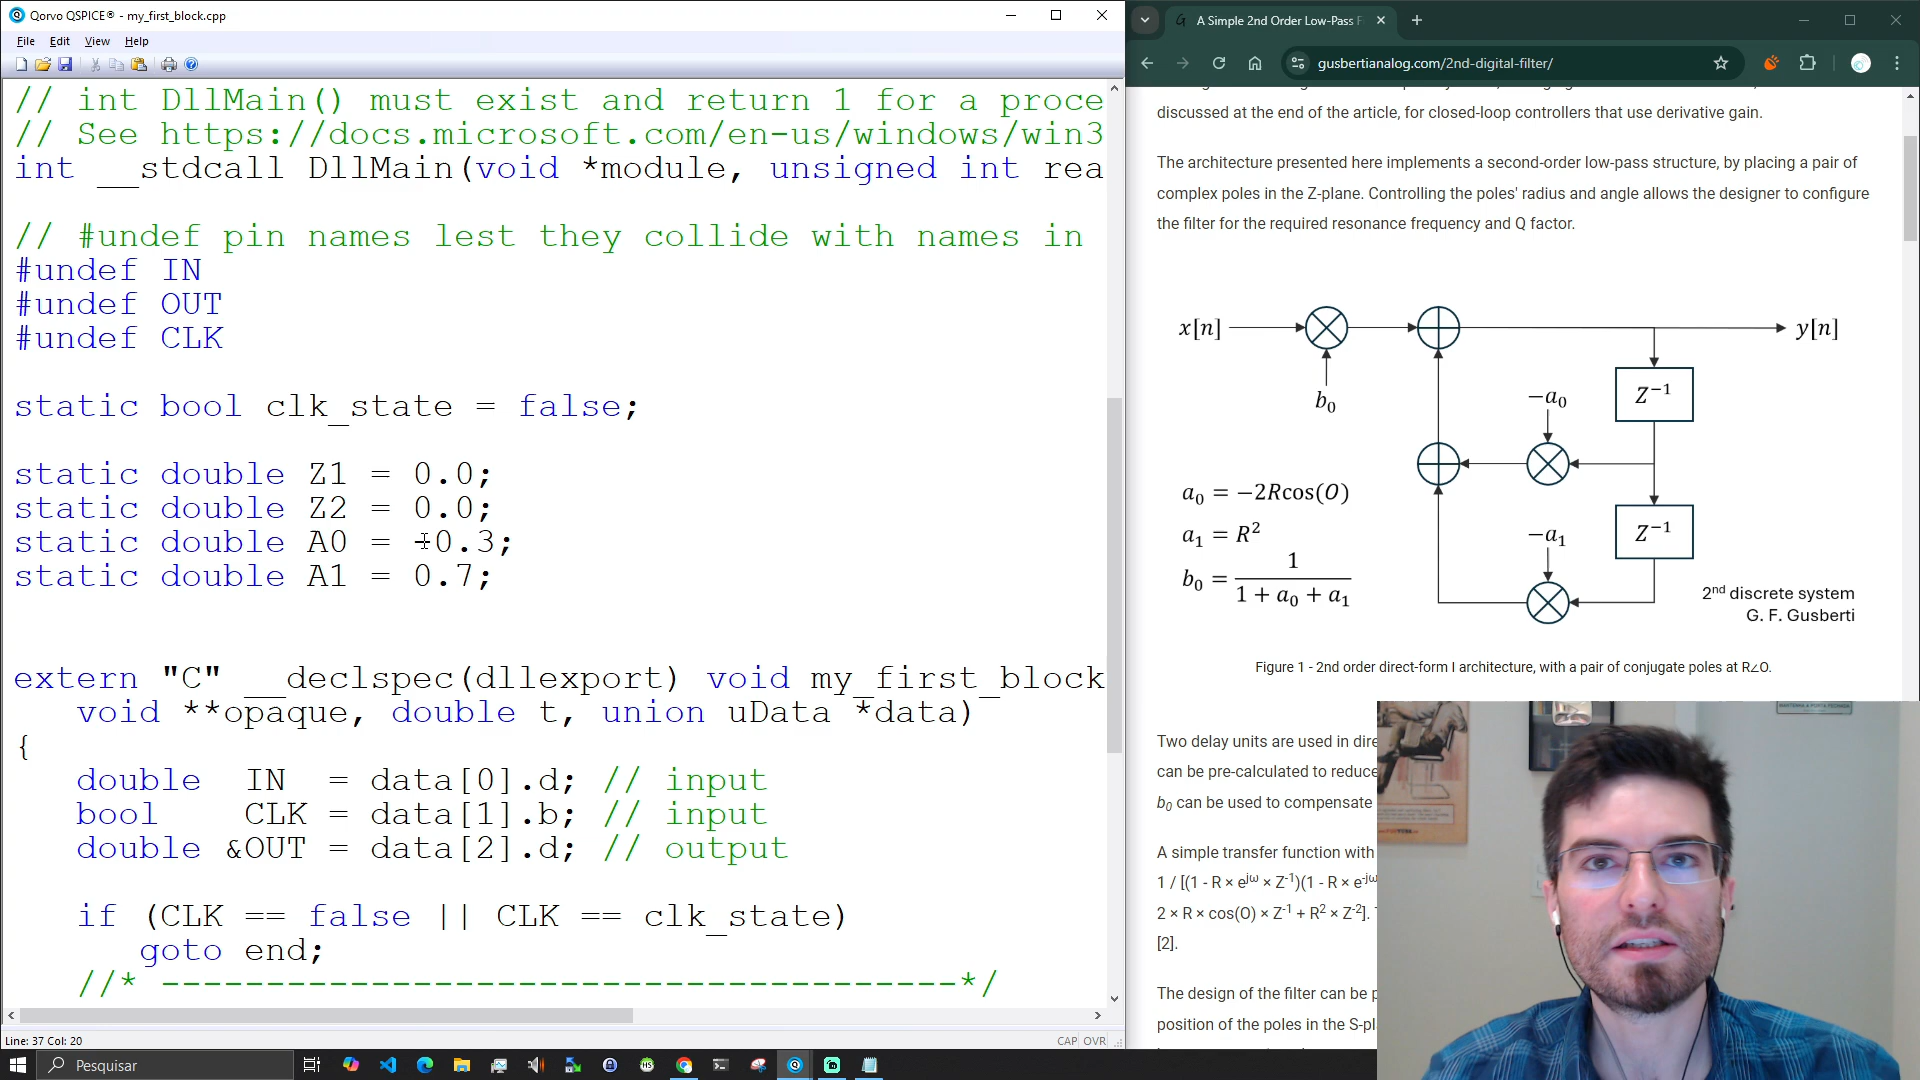 Qorvo QSPICE® - my_first_block.cpp
File Edit View Help
// int DllMain() must exist and return 1 for a proce
// See https://docs.microsoft.com/en-us/windows/win3
int __stdcall DllMain(void *module, unsigned int rea
// #undef pin names lest they collide with names in
#undef IN
#undef OUT
#undef CLK
static bool clk_state = false;
static double Z1 = 0.0;
static double Z2 = 0.0;
static double A0 = -0.3;
static double A1 = 0.7;
extern "C" __declspec(dllexport) void my_first_block
void **opaque, double t, union uData *data)
{
double IN = data[0].d; // input
bool CLK = data[1].b; // input
double &OUT = data[2].d; // output
if (CLK == false || CLK == clk_state)
goto end;
//* --------------------------------------*/
Line: 37 Col: 20
CAP OVR
A Simple 2nd Order Low-Pass F
gusbertianalog.com/2nd-digital-filter/
discussed at the end of the article, for closed-loop controllers that use derivative gain.
The architecture presented here implements a second-order low-pass structure, by placing a pair of
complex poles in the Z-plane. Controlling the poles' radius and angle allows the designer to configure
the filter for the required resonance frequency and Q factor.
x[n]
y[n]
b₀
Z⁻¹
−a₀
a₀ = −2Rcos(O)
a₁ = R²
b₀ = 1 / 1 + a₀ + a₁
−a₁
Z⁻¹
2nd discrete system
G. F. Gusberti
Figure 1 - 2nd order direct-form I architecture, with a pair of conjugate poles at R∠O.
Two delay units are used in dire
can be pre-calculated to reduce
b₀ can be used to compensate
A simple transfer function with
1 / [(1 - R × eʲω × Z⁻¹)(1 - R × e⁻ʲω
2 × R × cos(O) × Z⁻¹ + R² × Z⁻²].
[2].
The design of the filter can be p
position of the poles in the S-pl
Pesquisar